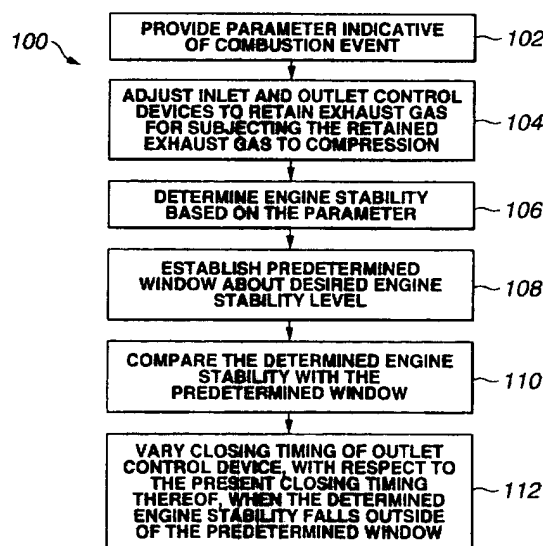 100
PROVIDE PARAMETER INDICATIVE
OF COMBUSTION EVENT
102
ADJUST INLET AND OUTLET CONTROL
DEVICES TO RETAIN EXHAUST GAS
FOR SUBJECTING THE RETAINED
EXHAUST GAS TO COMPRESSION
104
DETERMINE ENGINE STABILITY
BASED ON THE PARAMETER
106
ESTABLISH PREDETERMINED
WINDOW ABOUT DESIRED ENGINE
STABILITY LEVEL
108
COMPARE THE DETERMINED ENGINE
STABILITY WITH THE
PREDETERMINED WINDOW
110
VARY CLOSING TIMING OF OUTLET
CONTROL DEVICE, WITH RESPECT TO
THE PRESENT CLOSING TIMING
THEREOF, WHEN THE DETERMINED
ENGINE STABILITY FALLS OUTSIDE
OF THE PREDETERMINED WINDOW
112